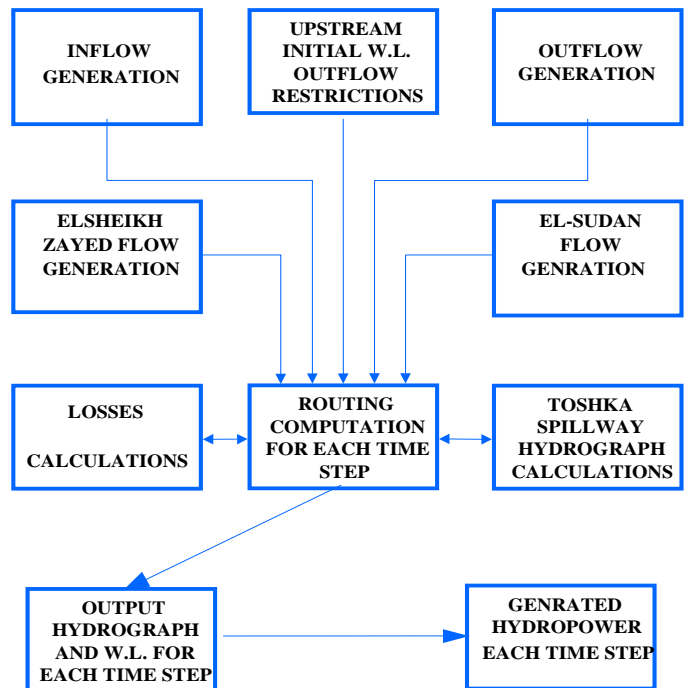 INFLOW
GENERATION
UPSTREAM
INITIAL W.L.
OUTFLOW
RESTRICTIONS
OUTFLOW
GENERATION
ELSHEIKH
ZAYED FLOW
GENERATION
EL-SUDAN
FLOW
GENRATION
LOSSES
CALCULATIONS
ROUTING
COMPUTATION
FOR EACH TIME
STEP
TOSHKA
SPILLWAY
HYDROGRAPH
CALCULATIONS
OUTPUT
HYDROGRAPH
AND W.L. FOR
EACH TIME STEP
GENRATED
HYDROPOWER
EACH TIME STEP